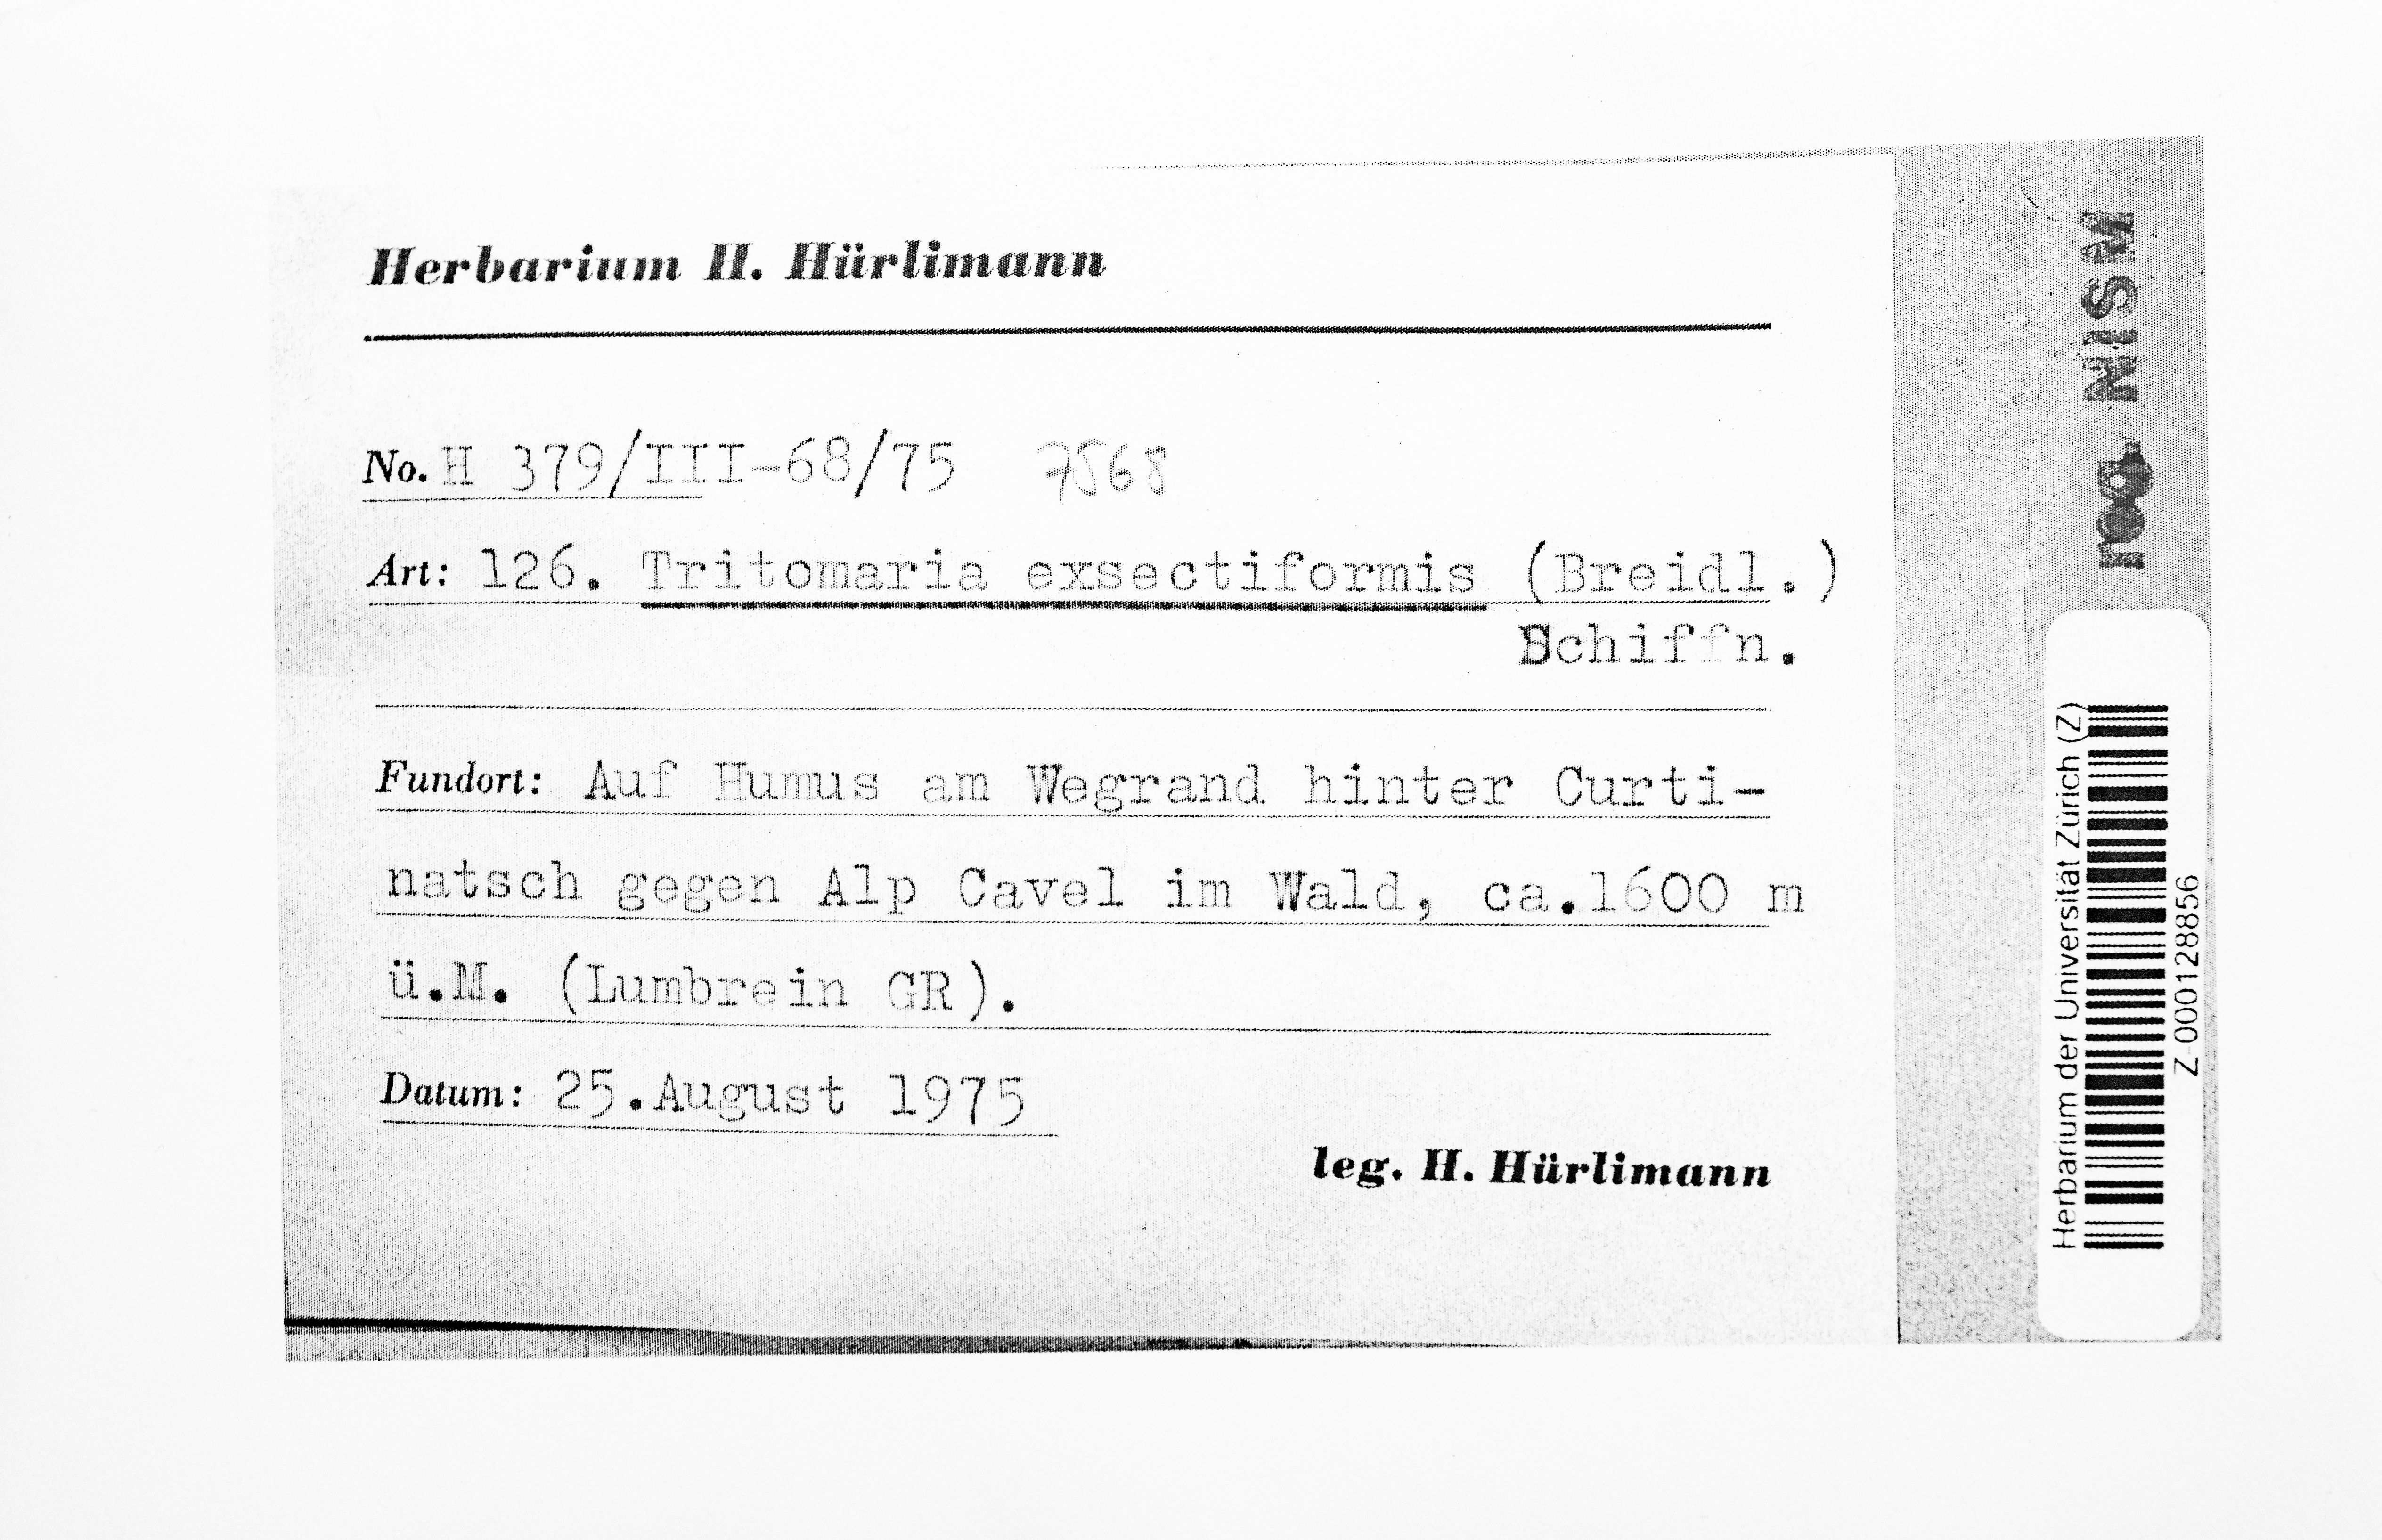 Herbarium H. Hürlimann
No. H 379/III-68/75 7568
Art: 126. Tritomaria exsectiformis (Breidl.)
Schiffn.
Fundort: Auf Humus am Wegrand hinter Curti-
natsch gegen Alp Cavel im Wald, ca.1600 m
ü.M. (Lumbrein GR).
Datum: 25.August 1975
leg. H. Hürlimann
reg. NISM
Herbarium der Universität Zürich (Z)
Z 000128856